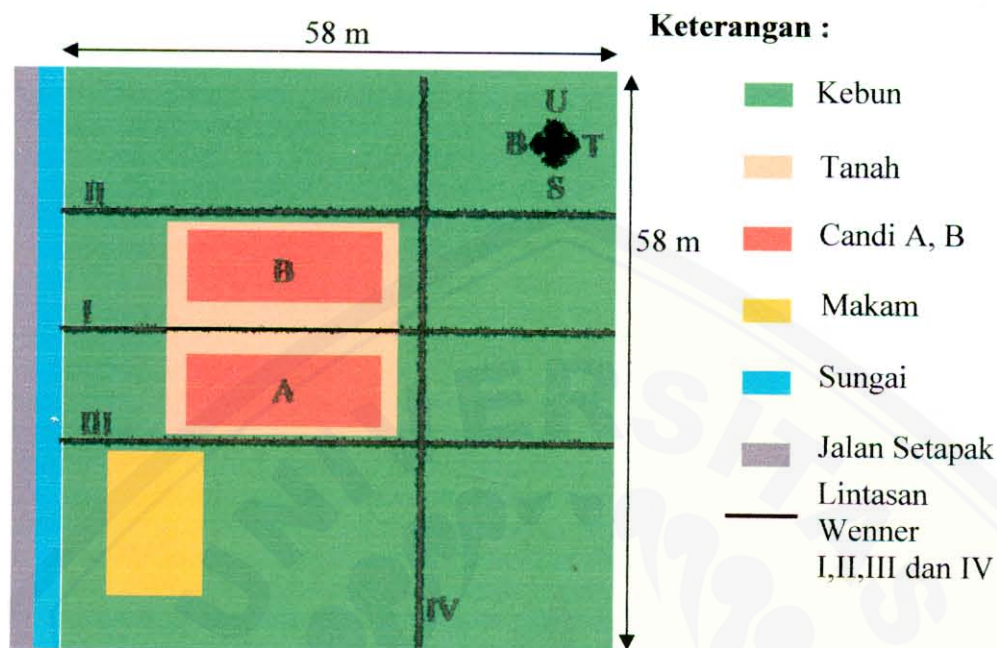 58 m
Keterangan :
U
B T
S
II
58 m
B
I
A
III
IV
Kebun
Tanah
Candi A, B
Makam
Sungai
Jalan Setapak
Lintasan
Wenner
I,II,III dan IV
UNIVERSITAS